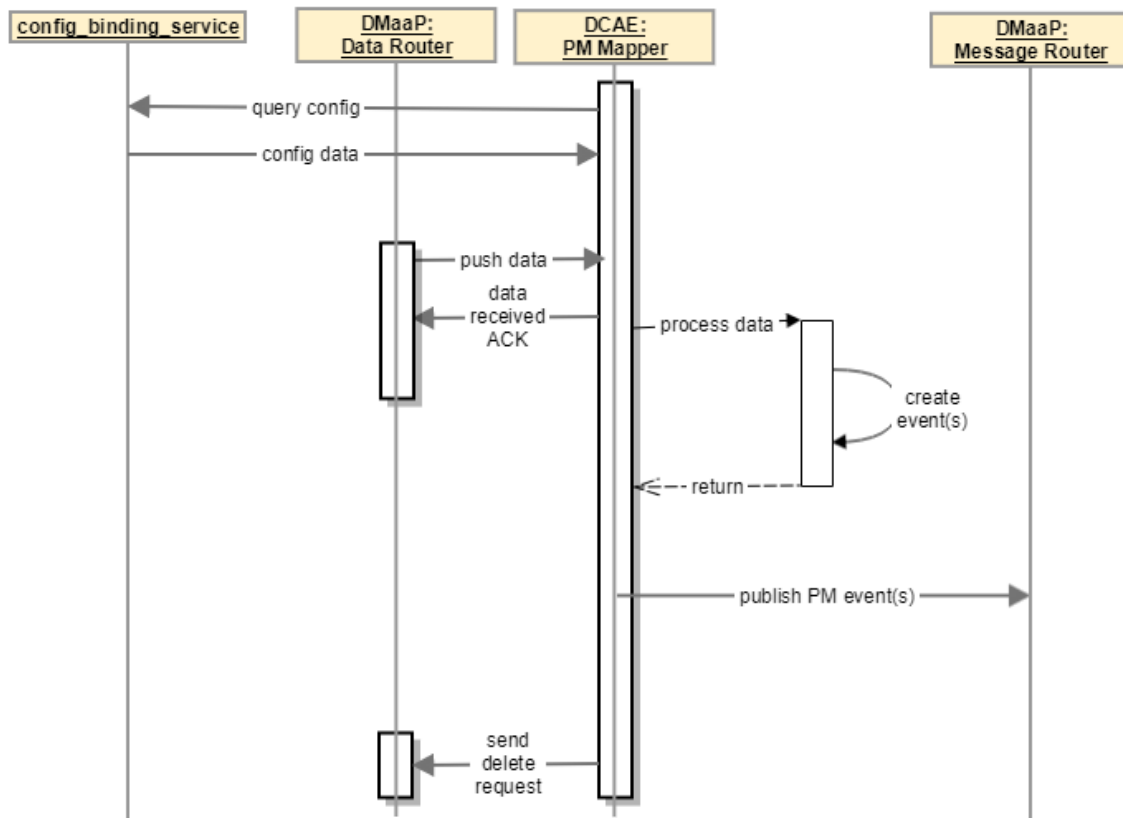 config_binding_service
DMaaP:
Data Router
DCAE:
PM Mapper
DMaaP:
Message Router
query config
config data
push data
data
received
ACK
process data
create
event(s)
return
publish PM event(s)
send
delete
request